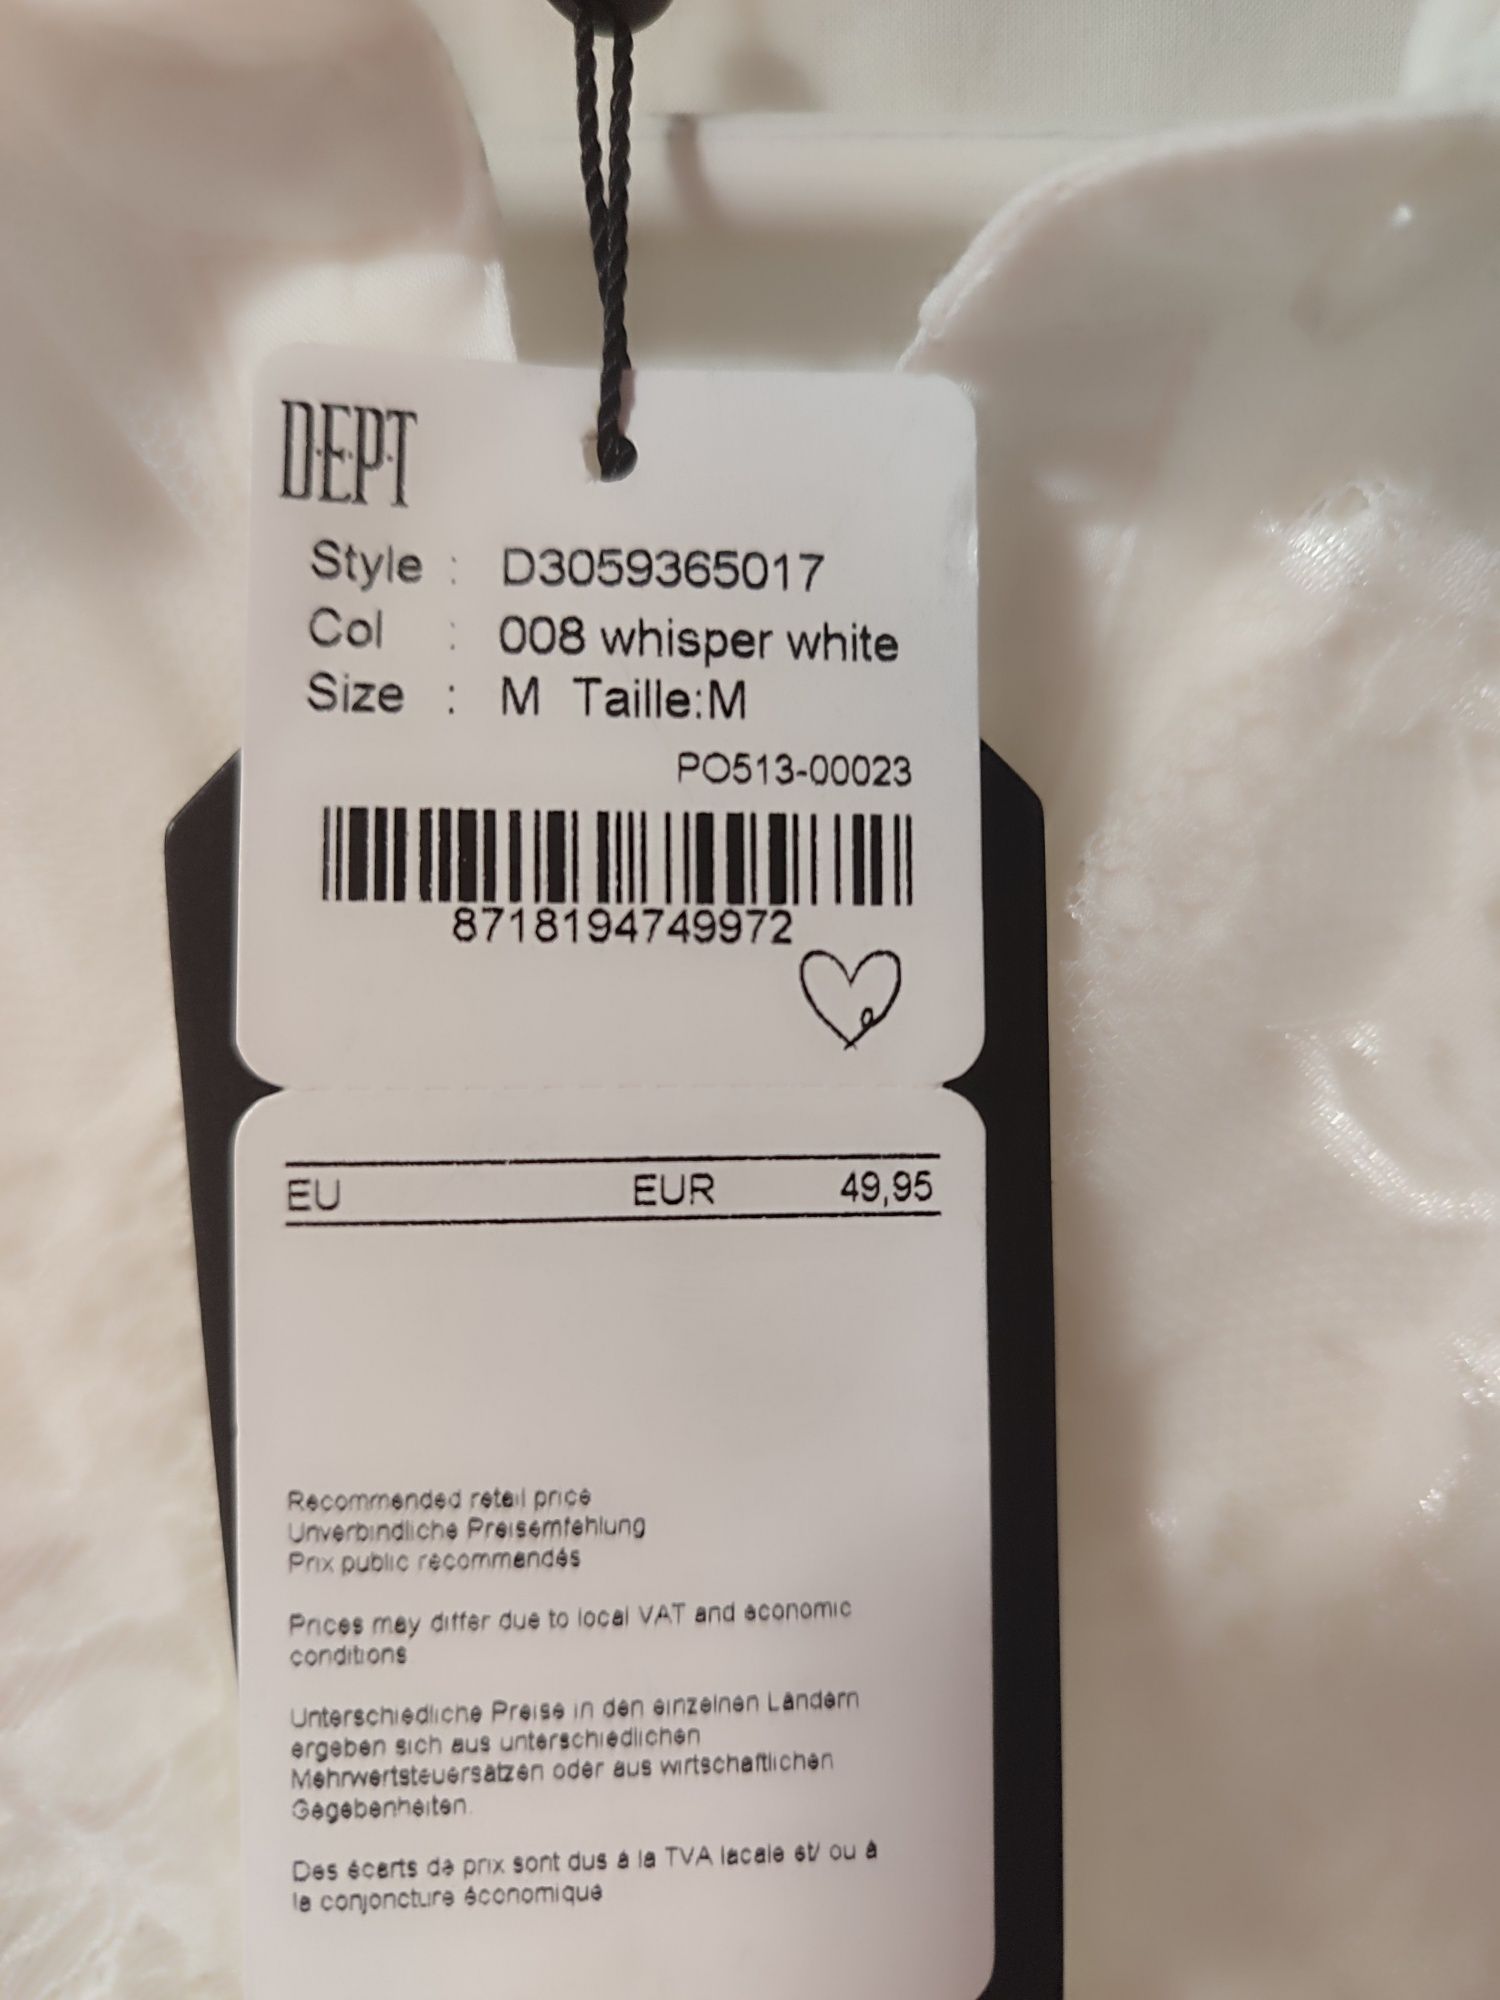 D·E·P·T
Style : D3059365017
Col : 008 whisper white
Size : M Taille:M
PO513-00023
8718194749972
EU EUR 49,95
Recommended retail price
Unverbindliche Preisemfehlung
Prix public recommendés
Prices may differ due to local VAT and economic
conditions
Unterschiedliche Preise in den einzelnen Ländern
ergeben sich aus unterschiedlichen
Mehrwertsteuersätzen oder aus wirtschaftlichen
Gegebenheiten.
Des écarts de prix sont dus à la TVA lacale et/ ou à
la conjoncture économique